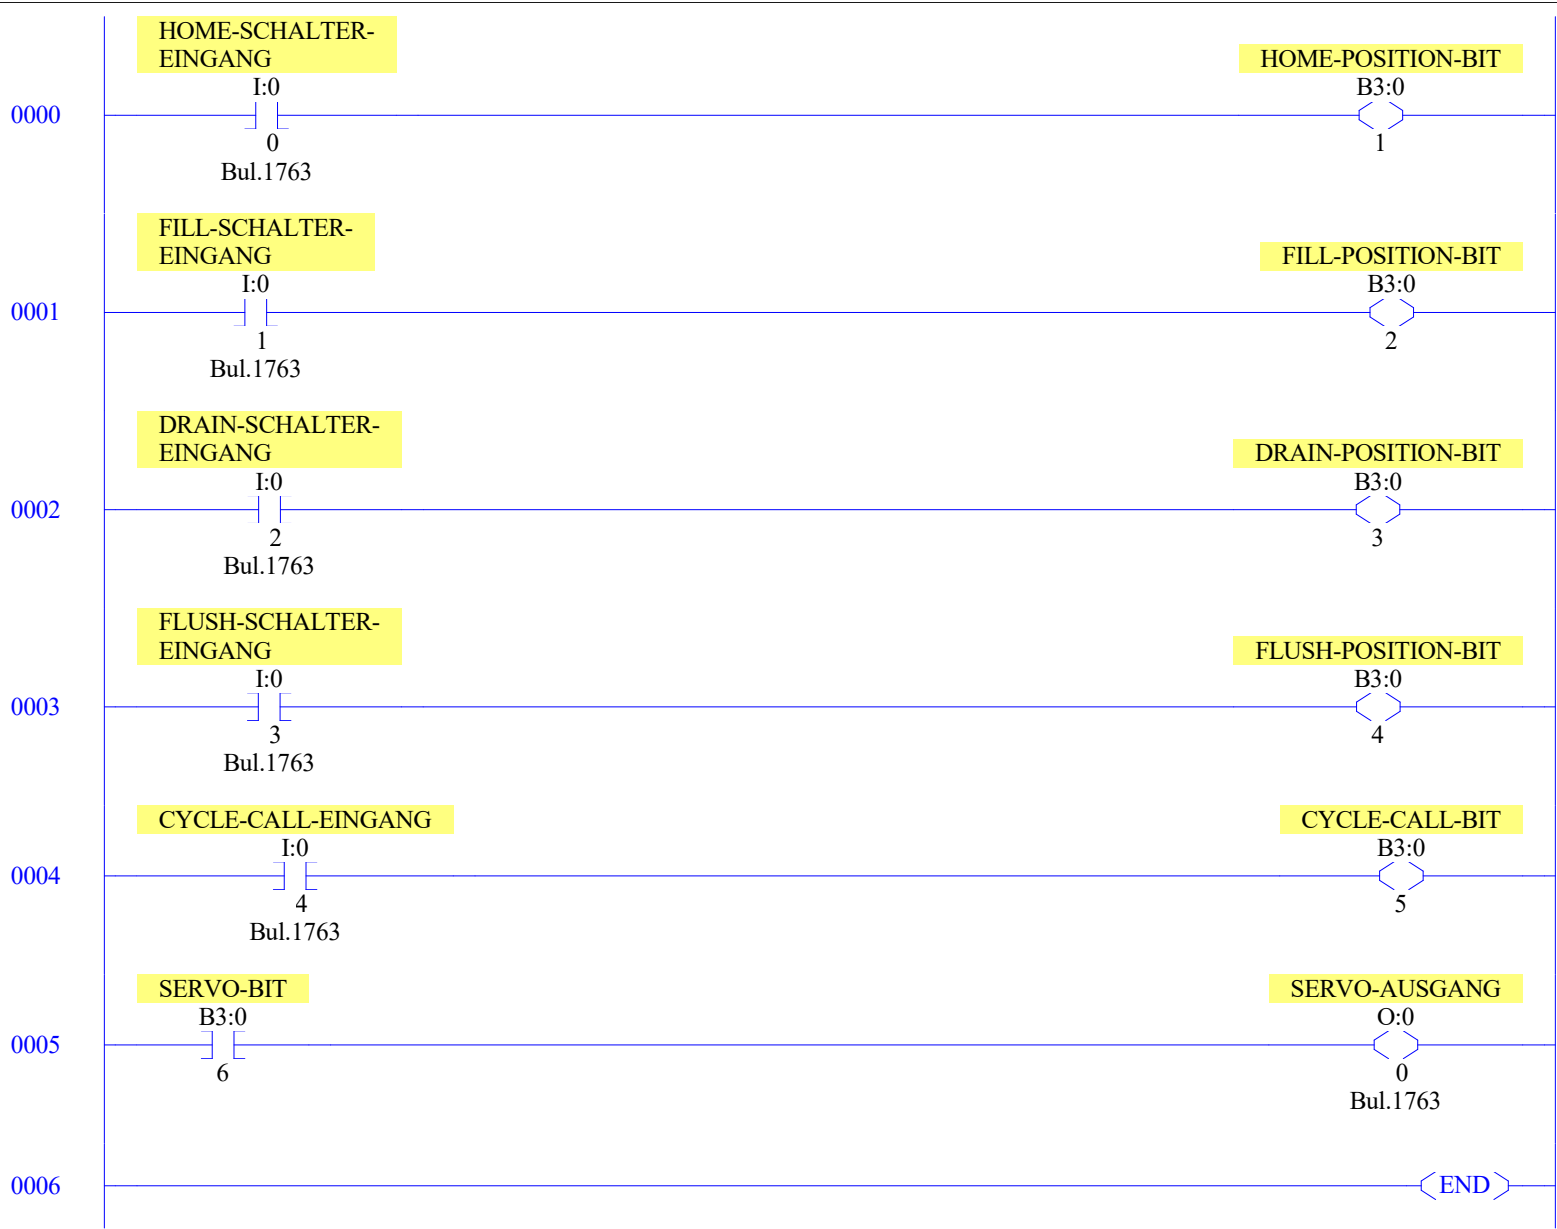 HOME-SCHALTER-
EINGANG
HOME-POSITION-BIT
I:0
B3:0
0000
0
1
Bul.1763
FILL-SCHALTER-
EINGANG
FILL-POSITION-BIT
I:0
B3:0
0001
1
2
Bul.1763
DRAIN-SCHALTER-
EINGANG
DRAIN-POSITION-BIT
I:0
B3:0
0002
2
3
Bul.1763
FLUSH-SCHALTER-
EINGANG
FLUSH-POSITION-BIT
I:0
B3:0
0003
3
4
Bul.1763
CYCLE-CALL-EINGANG
CYCLE-CALL-BIT
I:0
B3:0
0004
4
5
Bul.1763
SERVO-BIT
SERVO-AUSGANG
B3:0
O:0
0005
6
0
Bul.1763
0006
END